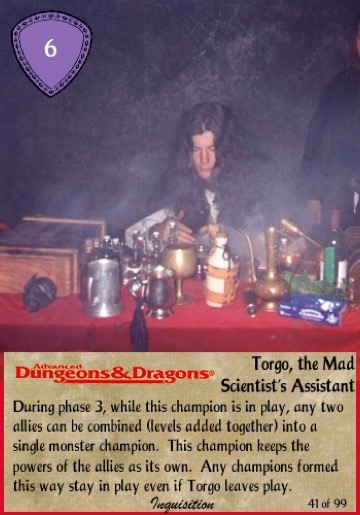 6
Torgo, the Mad
Advanced
Dungeons & Dragons®
Scientist's Assistant
During phase 3, while this champion is in play, any two
allies can be combined (levels added together) into a
single monster champion. This champion keeps the
powers of the allies as its own. Any champions formed
this way stay in play even if Torgo leaves play.
Inquisition
41 of 99